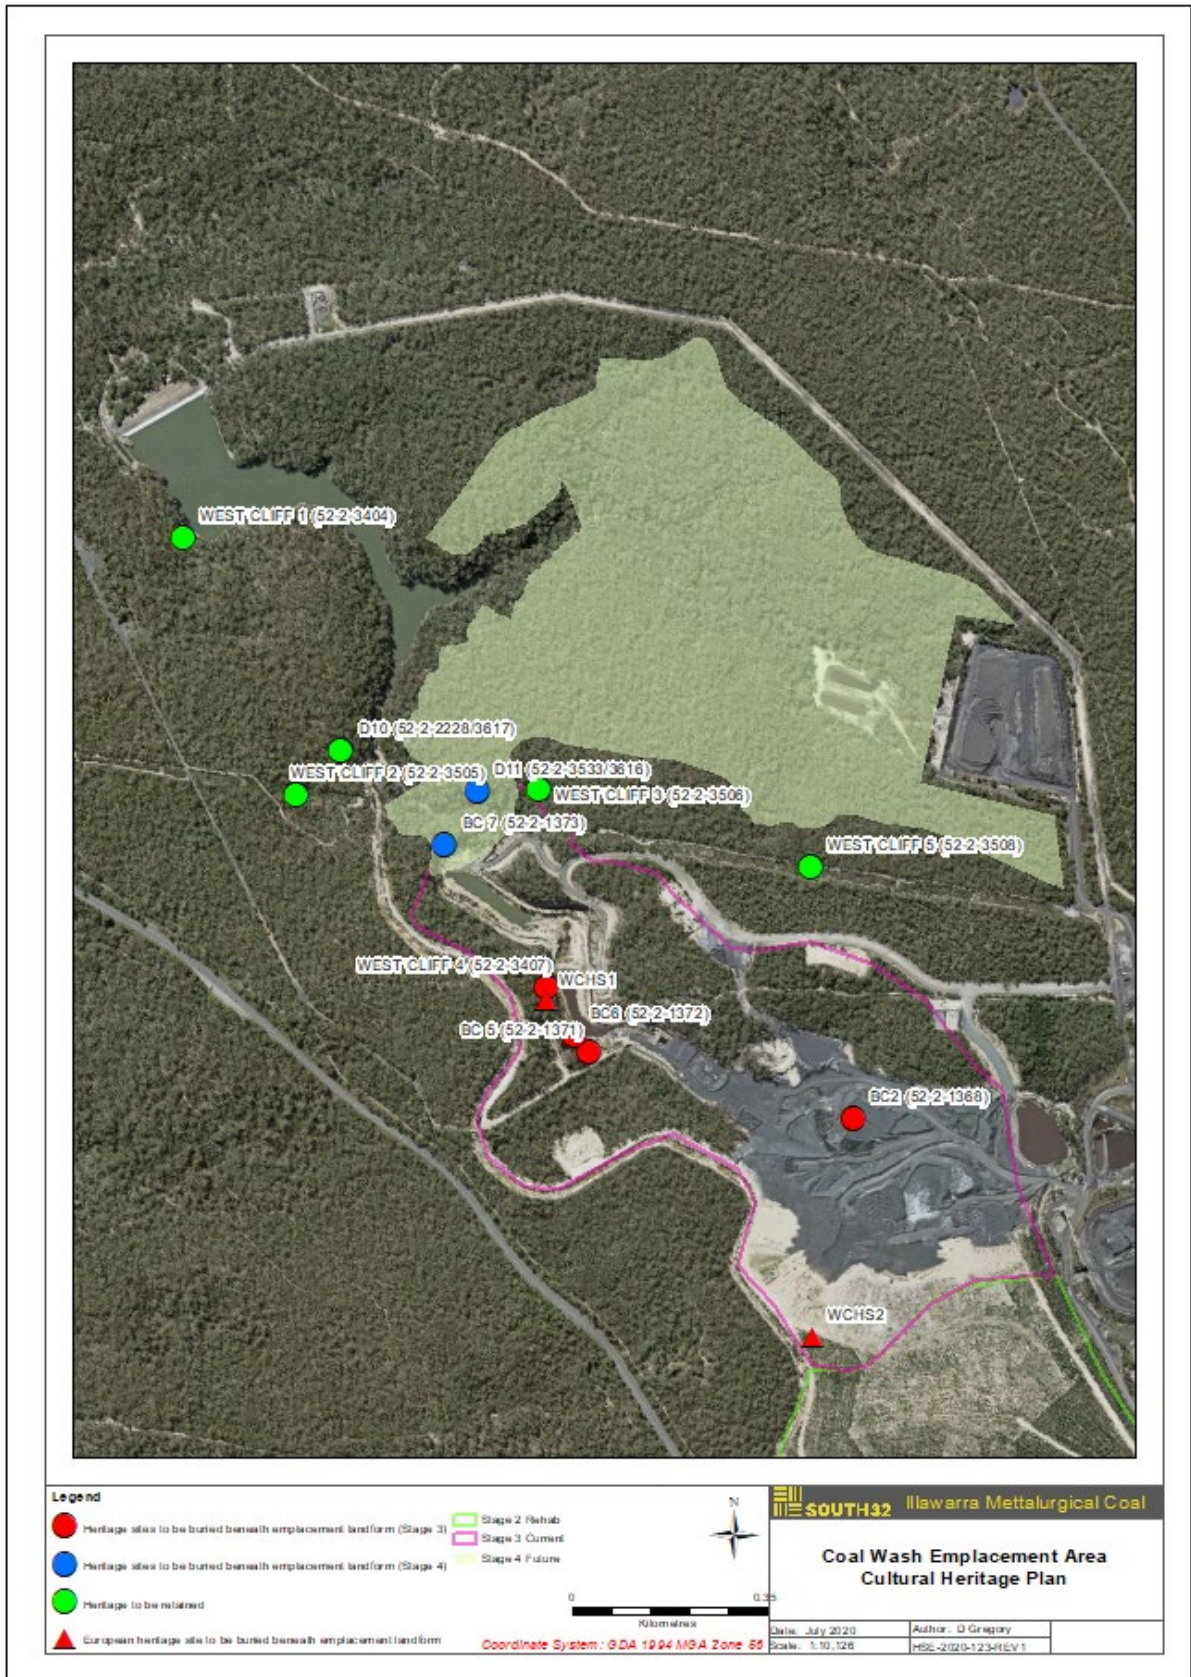 WEST CLIFF 1 (52-2-3404)
D10 (52-2-2228/3617)
WEST CLIFF 2 (52-2-3505)
D11 (52-2-3533/3616)
WEST CLIFF 3 (52-2-3506)
BC 7 (52-2-1373)
WEST CLIFF 5 (52-2-3508)
WEST CLIFF 4 (52-2-3407)
WCHS1
BC6 (52-2-1372)
BC 5 (52-2-1371)
BC2 (52-2-1368)
WCHS2
Legend
Heritage sites to be buried beneath emplacement landform (Stage 3)
Heritage sites to be buried beneath emplacement landform (Stage 4)
Heritage to be retained
European heritage site to be buried beneath emplacement landform
Stage 2 Rehab
Stage 3 Current
Stage 4 Future
N
0 0.35
Kilometres
Coordinate System: GDA 1994 MGA Zone 56
SOUTH32 Illawarra Mettalurgical Coal
Coal Wash Emplacement Area
Cultural Heritage Plan
Date: July 2020
Author: D Gregory
Scale: 1:10,126
HSE-2020-123-REV1